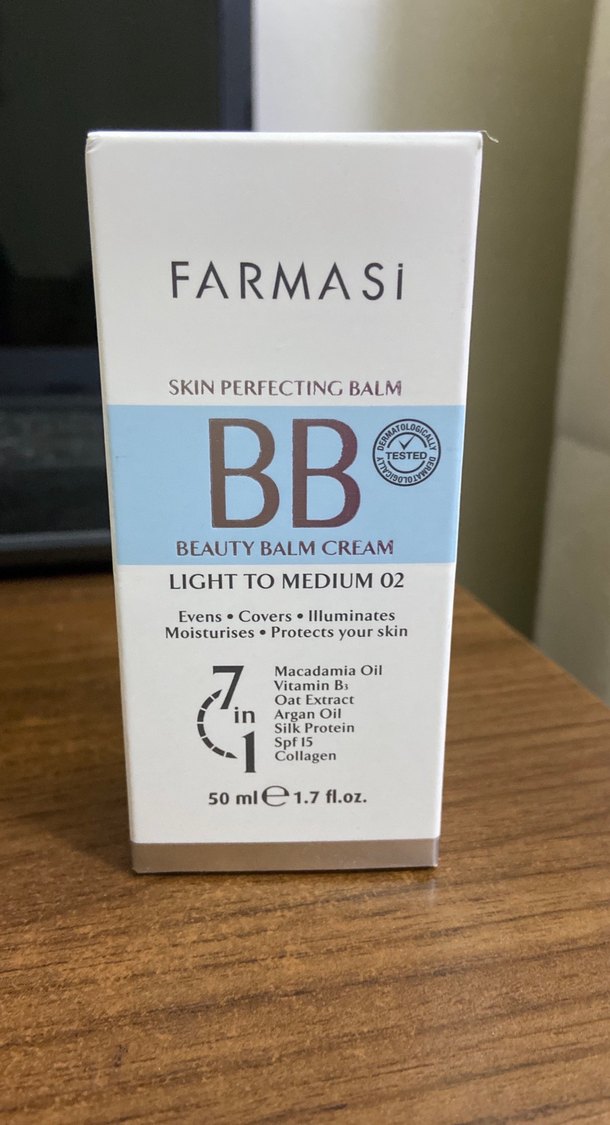 FARMASi
SKIN PERFECTING BALM
BB
DERMATOLOGICALLY
TESTED
DERMATOLOGICALLY
BEAUTY BALM CREAM
LIGHT TO MEDIUM 02
Evens • Covers • Illuminates
Moisturises • Protects your skin
7 in 1
Macadamia Oil
Vitamin B3
Oat Extract
Argan Oil
Silk Protein
Spf 15
Collagen
50 ml ℮ 1.7 fl.oz.